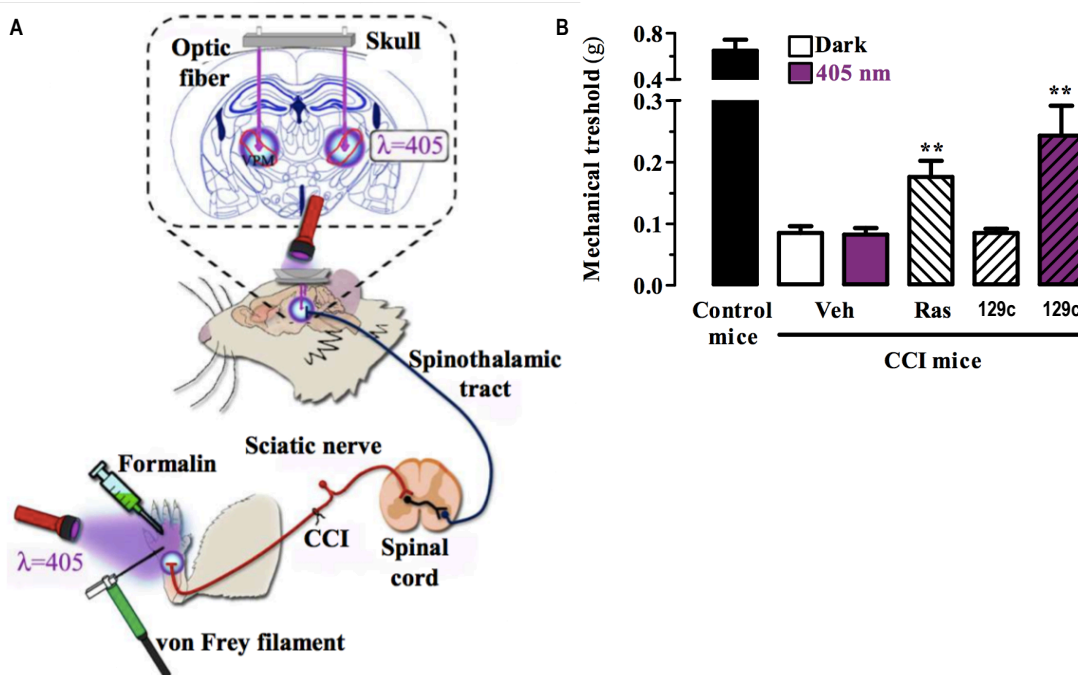 A
Optic
fiber
Skull
VPM
λ=405
Spinothalamic
tract
Sciatic nerve
Formalin
CCI
Spinal
cord
λ=405
von Frey filament
B
Mechanical treshold (g)
0.8
0.4
0.3
0.2
0.1
0.0
Dark
405 nm
**
**
Control
mice
Veh
Ras
129c
129c
CCI mice